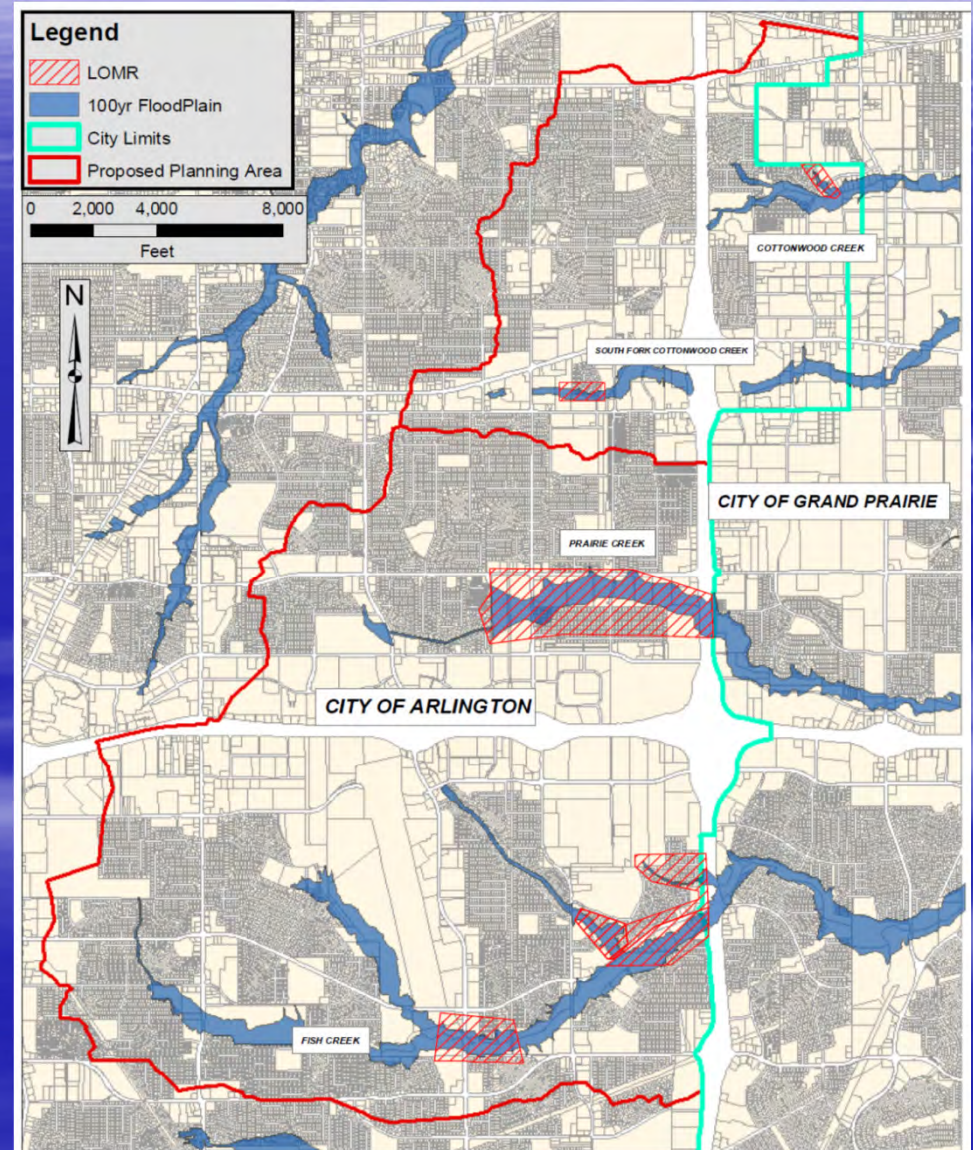 Legend
LOMR
100yr FloodPlain
City Limits
Proposed Planning Area
0 2,000 4,000 8,000
Feet
N
COTTONWOOD CREEK
SOUTH FORK COTTONWOOD CREEK
CITY OF GRAND PRAIRIE
PRAIRIE CREEK
CITY OF ARLINGTON
FISH CREEK